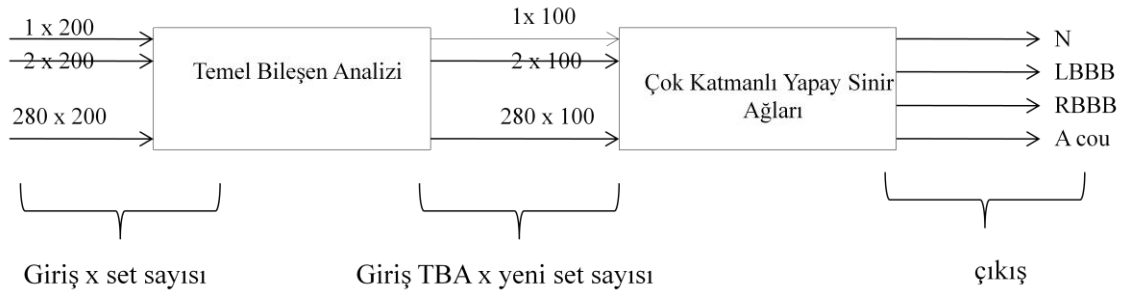 1 x 200
2 x 200
280 x 200
Temel Bileşen Analizi
1x 100
2 x 100
280 x 100
Çok Katmanlı Yapay Sinir
Ağları
N
LBBB
RBBB
A cou
Giriş x set sayısı
Giriş TBA x yeni set sayısı
çıkış